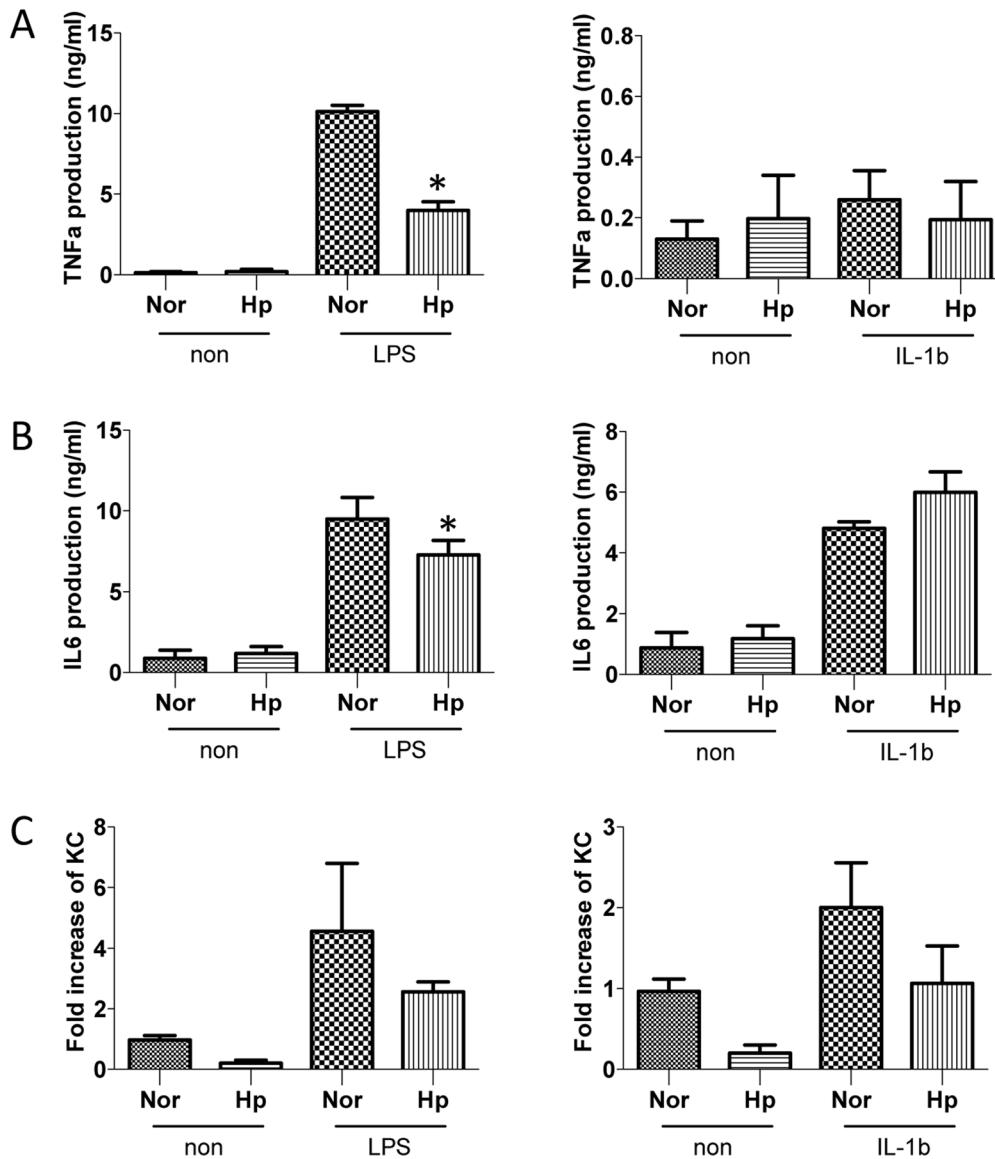 A
TNFa production (ng/ml)
15
10
5
0
*
Nor Hp Nor Hp
non LPS
TNFa production (ng/ml)
0.8
0.6
0.4
0.2
0.0
Nor Hp Nor Hp
non IL-1b
B
IL6 production (ng/ml)
15
10
5
0
*
Nor Hp Nor Hp
non LPS
IL6 production (ng/ml)
8
6
4
2
0
Nor Hp Nor Hp
non IL-1b
C
Fold increase of KC
8
6
4
2
0
Nor Hp Nor Hp
non LPS
Fold increase of KC
3
2
1
0
Nor Hp Nor Hp
non IL-1b